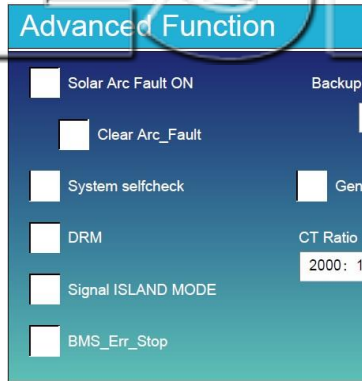 Advanced Function
Solar Arc Fault ON
Clear Arc_Fault
System selfcheck
DRM
Signal ISLAND MODE
BMS_Err_Stop
Backup
Gen
CT Ratio
2000: 1